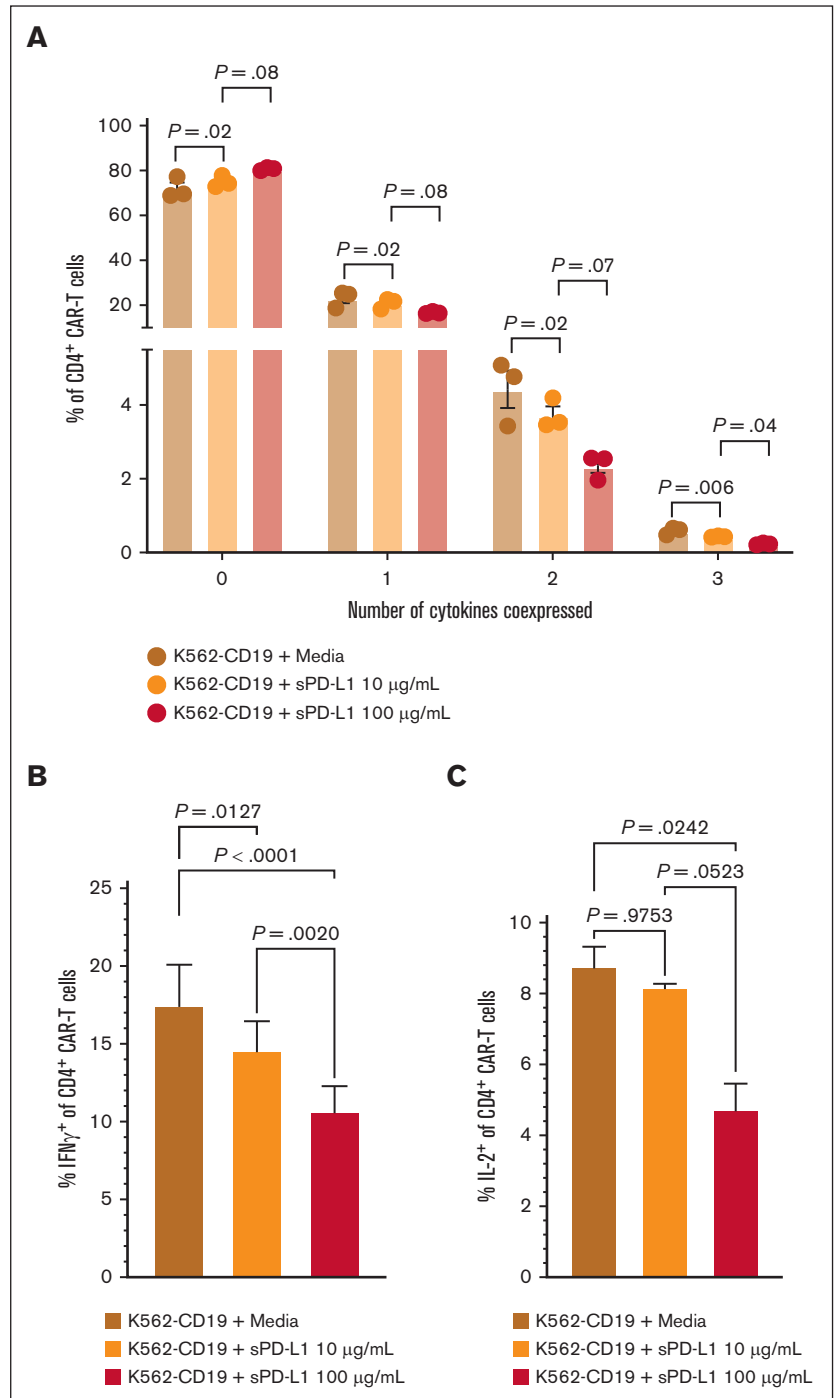 A
P = .08
P = .02
P = .08
P = .02
P = .07
P = .02
P = .04
P = .006
% of CD4+ CAR-T cells
100
80
60
40
20
4
2
0
0 1 2 3
Number of cytokines coexpressed
K562-CD19 + Media
K562-CD19 + sPD-L1 10 μg/mL
K562-CD19 + sPD-L1 100 μg/mL
B
P = .0127
P < .0001
P = .0020
% IFNγ+ of CD4+ CAR-T cells
25
20
15
10
5
0
K562-CD19 + Media
K562-CD19 + sPD-L1 10 μg/mL
K562-CD19 + sPD-L1 100 μg/mL
C
P = .0242
P = .0523
P = .9753
% IL-2+ of CD4+ CAR-T cells
10
8
6
4
2
0
K562-CD19 + Media
K562-CD19 + sPD-L1 10 μg/mL
K562-CD19 + sPD-L1 100 μg/mL